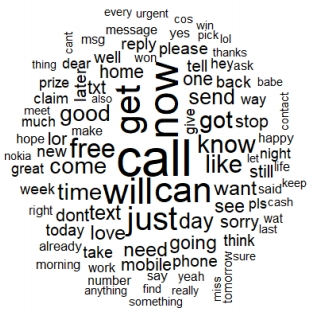 every urgent
cos
win
cant
msg
message
yes
pick
lol
reply
please
thanks
thing
dear
well
won
tell
hey
ask
prize
later
txt
home
one
back
babe
claim
also
get
now
send
way
contact
meet
good
give
got
stop
much
make
hope
lor
free
know
happy
nokia
new
call
like
let
night
great
come
still
life
week
time
will
can
want
said
keep
right
dont
text
just
day
see
pls
cash
today
love
sorry
wat
last
already
take
need
going
think
morning
work
mobile
phone
sure
number
say
yeah
miss
tomorrow
anything
find
really
something